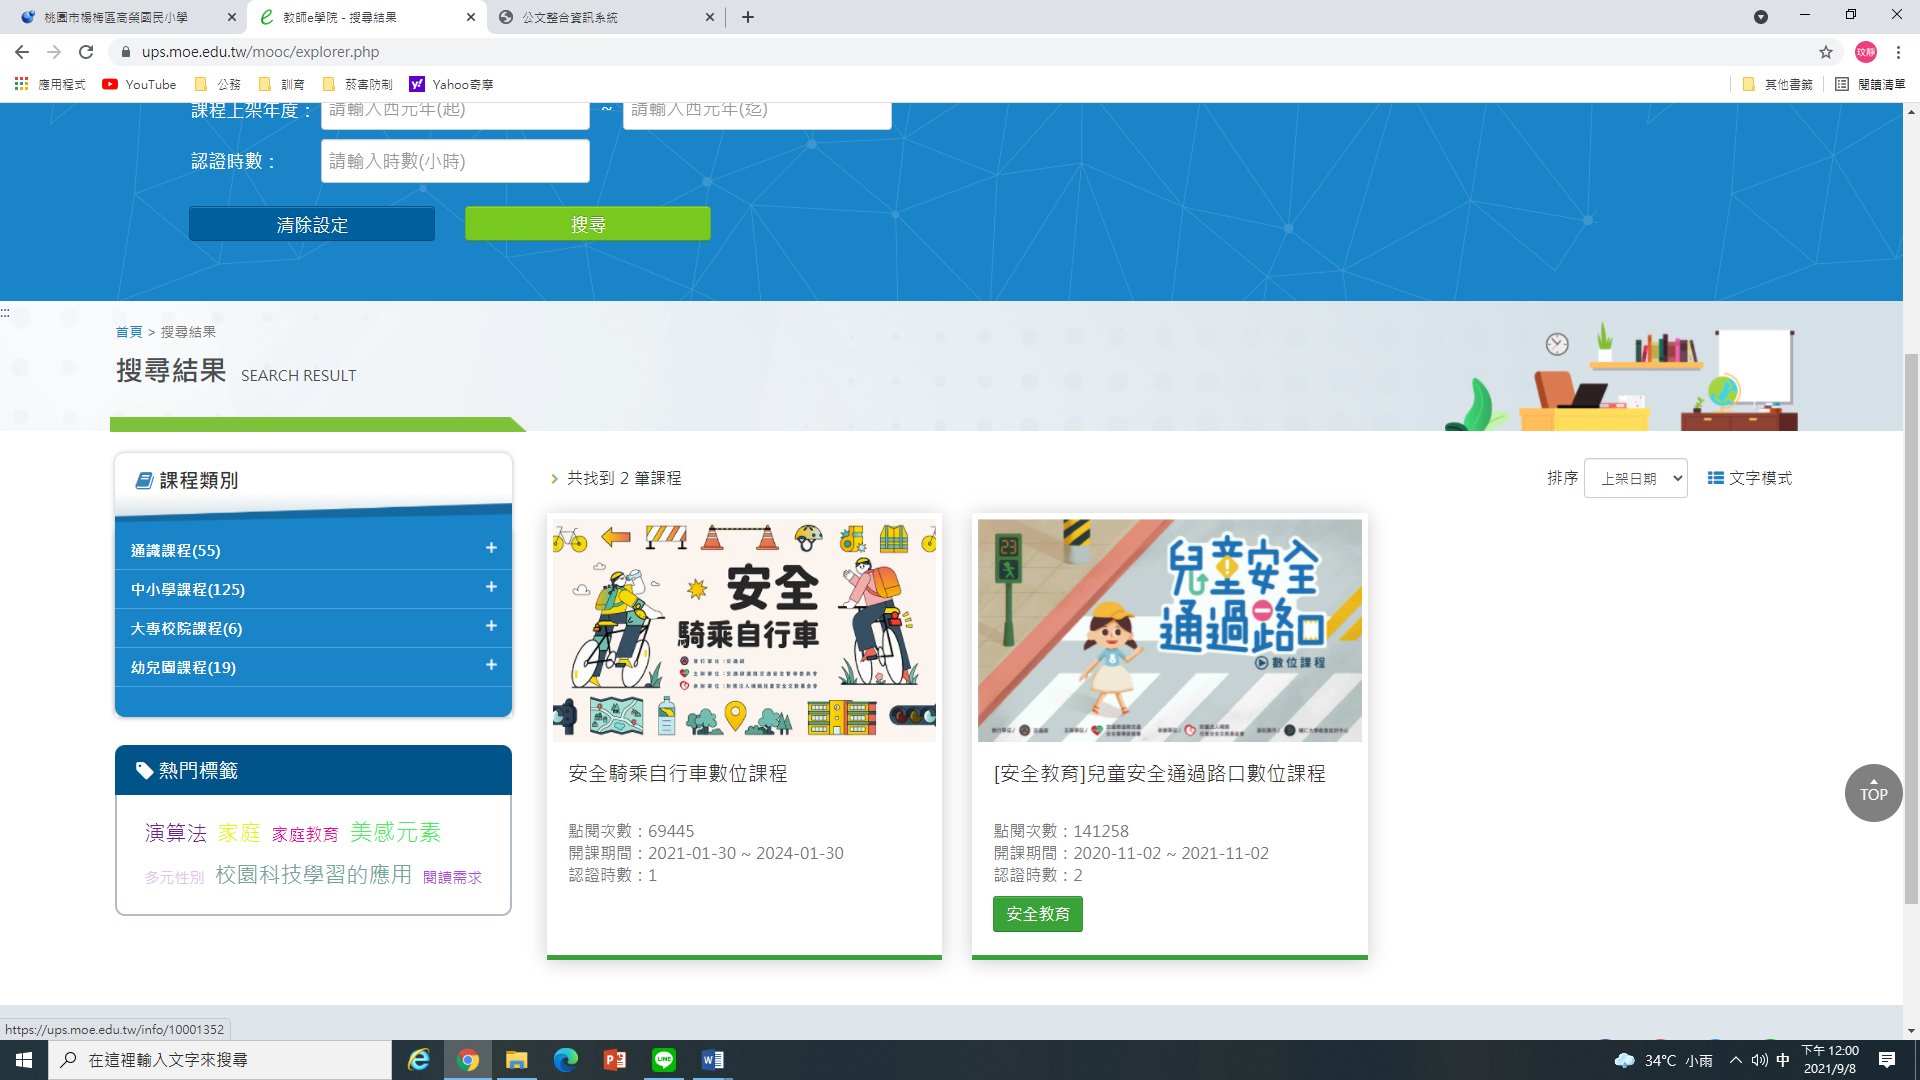 桃園市楊梅區高榮國民小學
教師e學院 - 搜尋結果
公文整合資訊系統
ups.moe.edu.tw/mooc/explorer.php
玟靜
應用程式
YouTube
公務
訓育
菸害防制
Yahoo奇摩
其他書籤
閱讀清單
課程上架年度： 請輸入西元年(起) ~ 請輸入西元年(迄)
認證時數： 請輸入時數(小時)
清除設定
搜尋
:::
首頁 > 搜尋結果
搜尋結果 SEARCH RESULT
課程類別
通識課程(55) +
中小學課程(125) +
大專校院課程(6) +
幼兒園課程(19) +
熱門標籤
演算法 家庭 家庭教育 美感元素
多元性別 校園科技學習的應用 閱讀需求
共找到 2 筆課程
排序 上架日期
文字模式
安全
騎乘自行車
安全騎乘自行車數位課程
點閱次數：69445
開課期間：2021-01-30 ~ 2024-01-30
認證時數：1
23
兒童安全
通過路口
數位課程
[安全教育]兒童安全通過路口數位課程
點閱次數：141258
開課期間：2020-11-02 ~ 2021-11-02
認證時數：2
安全教育
TOP
https://ups.moe.edu.tw/info/10001352
在這裡輸入文字來搜尋
34°C 小雨
中
下午 12:00
2021/9/8